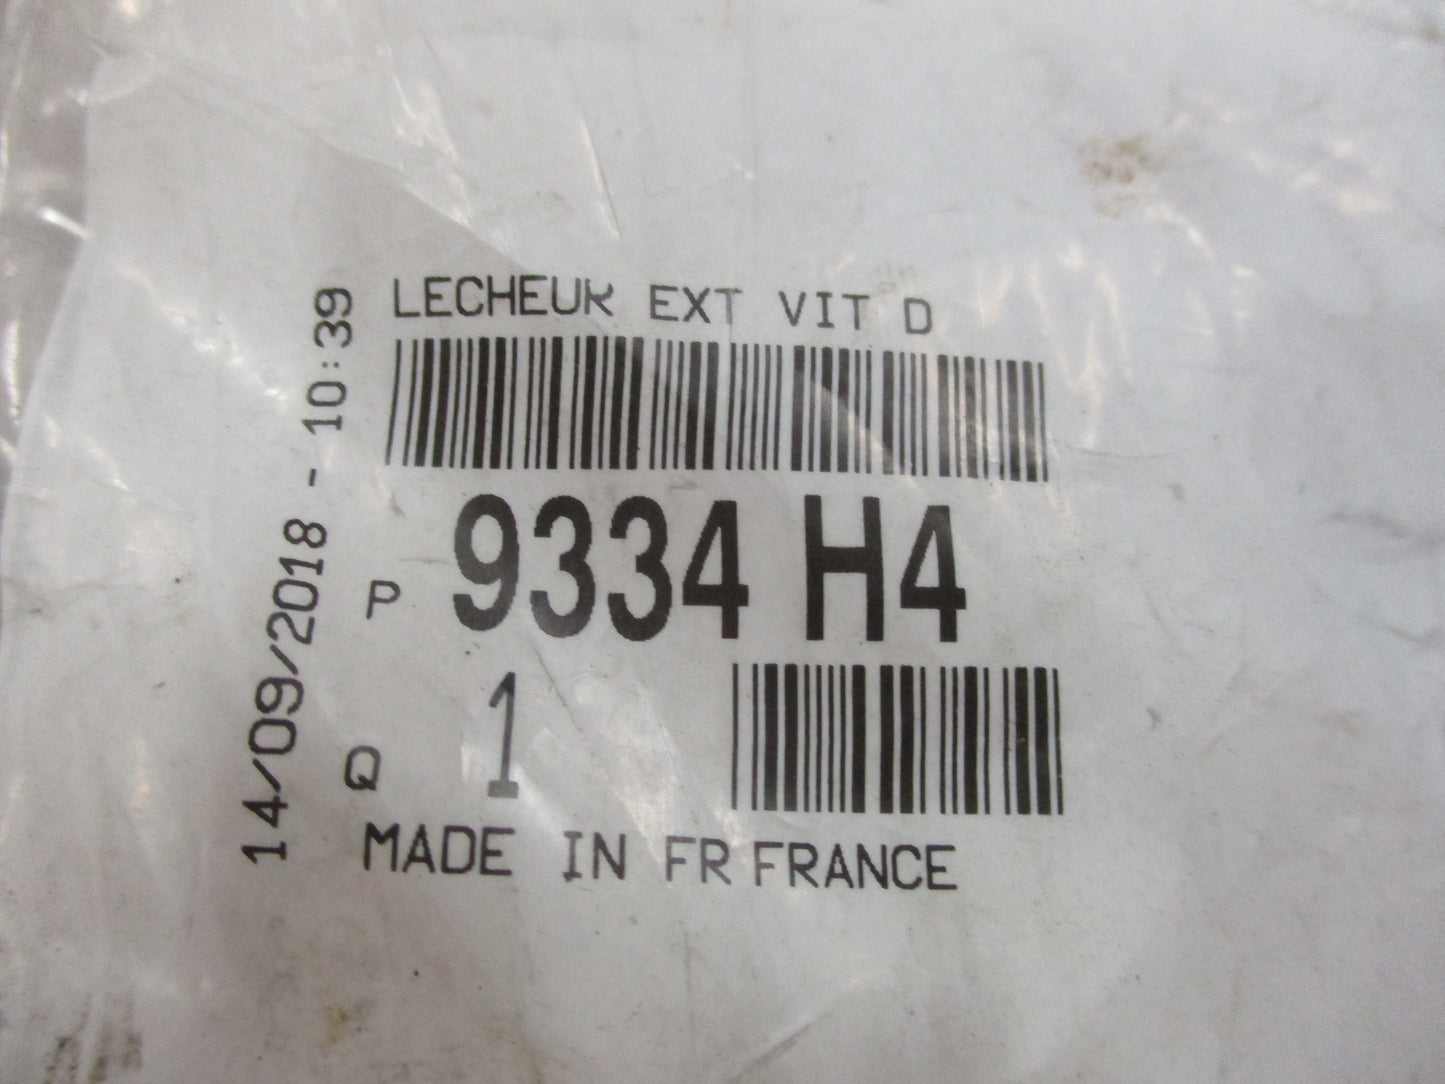 LECHEUR EXT VIT D
P 9334 H4
Q 1
MADE IN FR FRANCE
14/09/2018 - 10:39